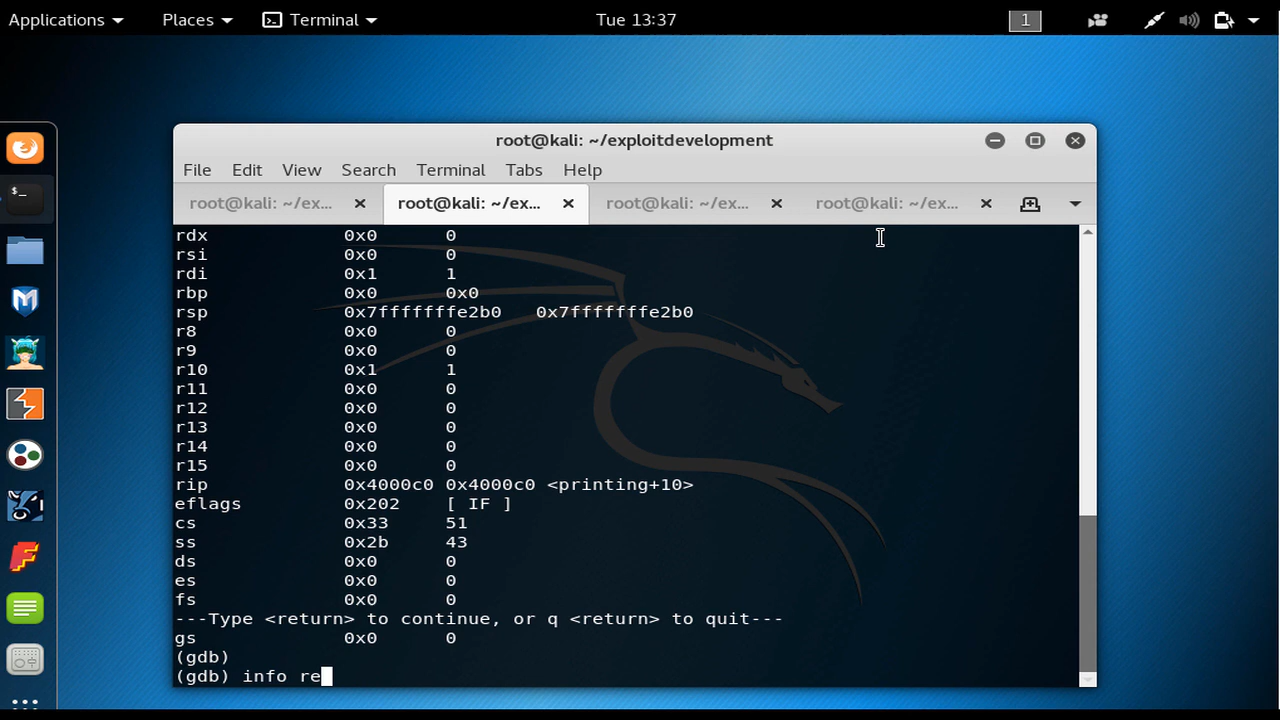 Applications Places Terminal Tue 13:37 1
root@kali: ~/exploitdevelopment
File Edit View Search Terminal Tabs Help
root@kali: ~/ex... root@kali: ~/ex... root@kali: ~/ex... root@kali: ~/ex...
rdx 0x0 0
rsi 0x0 0
rdi 0x1 1
rbp 0x0 0x0
rsp 0x7fffffffe2b0 0x7fffffffe2b0
r8 0x0 0
r9 0x0 0
r10 0x1 1
r11 0x0 0
r12 0x0 0
r13 0x0 0
r14 0x0 0
r15 0x0 0
rip 0x4000c0 0x4000c0 <printing+10>
eflags 0x202 [ IF ]
cs 0x33 51
ss 0x2b 43
ds 0x0 0
es 0x0 0
fs 0x0 0
---Type <return> to continue, or q <return> to quit---
gs 0x0 0
(gdb)
(gdb) info re